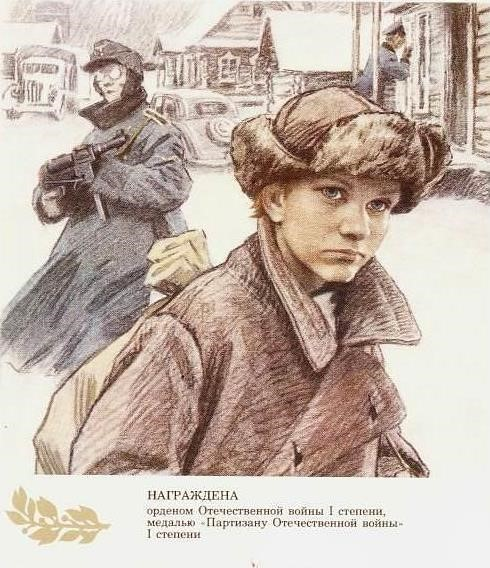 НАГРАЖДЕНА
орденом Отечественной войны I степени,
медалью «Партизану Отечественной войны»
I степени